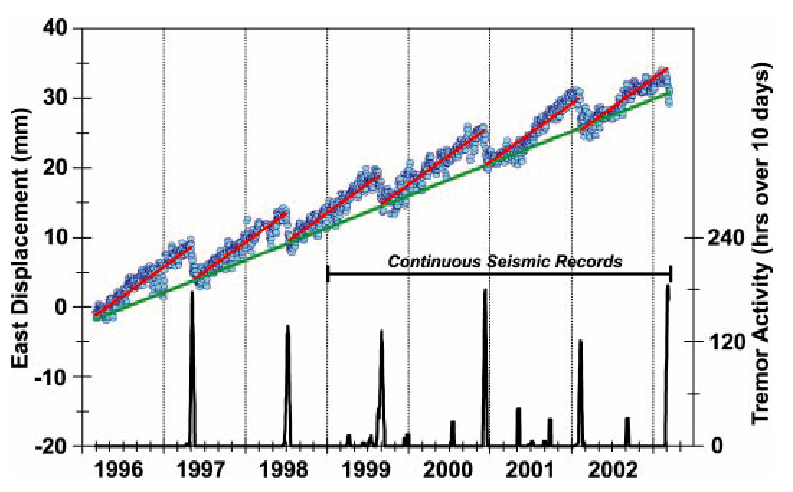 40
30
20
10
0
-10
-20
East Displacement (mm)
Continuous Seismic Records
240
120
0
Tremor Activity (hrs over 10 days)
1996 1997 1998 1999 2000 2001 2002